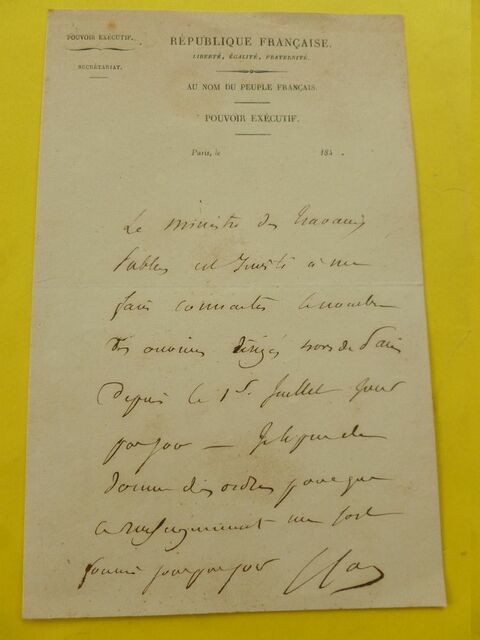 POUVOIR EXÉCUTIF.
SECRÉTARIAT.
RÉPUBLIQUE FRANÇAISE.
LIBERTÉ, ÉGALITÉ, FRATERNITÉ.
AU NOM DU PEUPLE FRANÇAIS.
POUVOIR EXÉCUTIF.
Paris, le 184 .
Le Ministre des travaux
publics est invité à me
faire connaitre le nombre
des ouvriers dirigés hors de Paris
Depuis le 1er Juillet jour
par jour — Je le prie de
donner des ordres pour que
ce renseignement me soit
fourni jour par jour